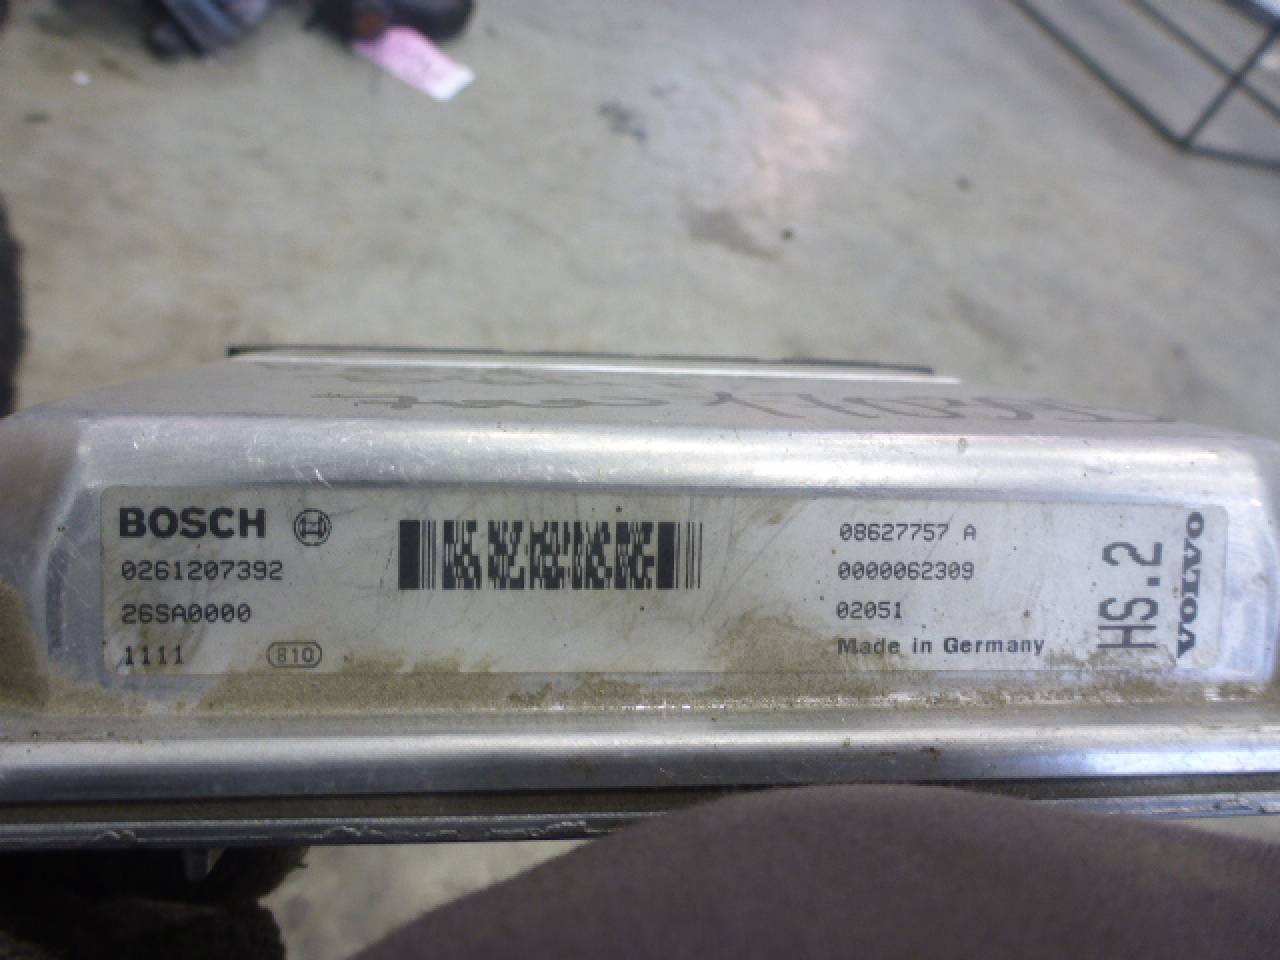 BOSCH
0261207392
26SA0000
1111 810
08627757 A
0000062309
02051
Made in Germany
HS.2
VOLVO